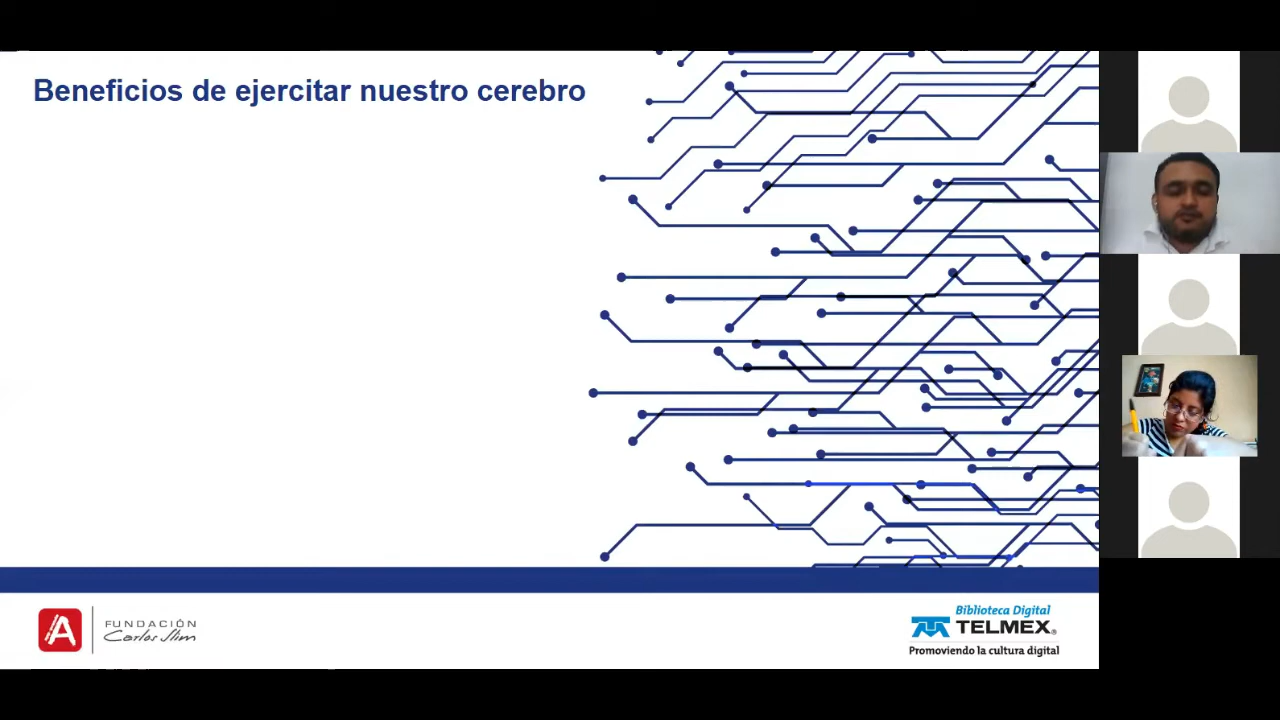 Beneficios de ejercitar nuestro cerebro
FUNDACIÓN
Carlos Slim
Biblioteca Digital
TELMEX®
Promoviendo la cultura digital